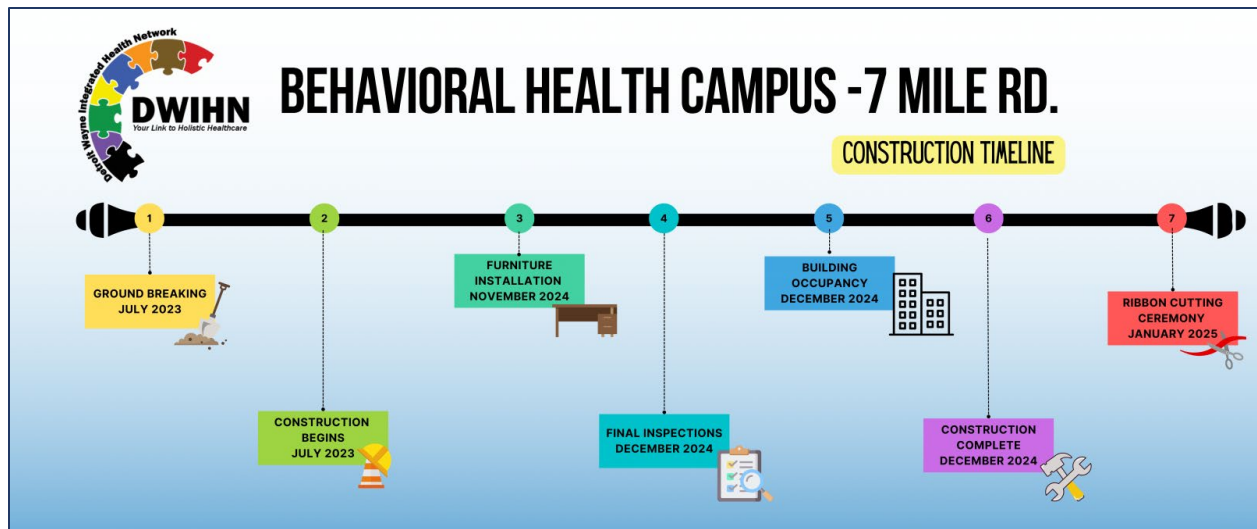 Detroit Wayne Integrated Health Network
DWIHN
Your Link to Holistic Healthcare
BEHAVIORAL HEALTH CAMPUS -7 MILE RD.
CONSTRUCTION TIMELINE
1
2
3
4
5
6
7
GROUND BREAKING
JULY 2023
CONSTRUCTION
BEGINS
JULY 2023
FURNITURE
INSTALLATION
NOVEMBER 2024
FINAL INSPECTIONS
DECEMBER 2024
BUILDING
OCCUPANCY
DECEMBER 2024
CONSTRUCTION
COMPLETE
DECEMBER 2024
RIBBON CUTTING
CEREMONY
JANUARY 2025